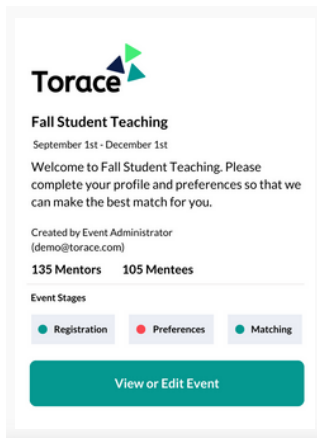 Torace
Fall Student Teaching
September 1st - December 1st
Welcome to Fall Student Teaching. Please
complete your profile and preferences so that we
can make the best match for you.
Created by Event Administrator
(demo@torace.com)
135 Mentors 105 Mentees
Event Stages
Registration Preferences Matching
View or Edit Event